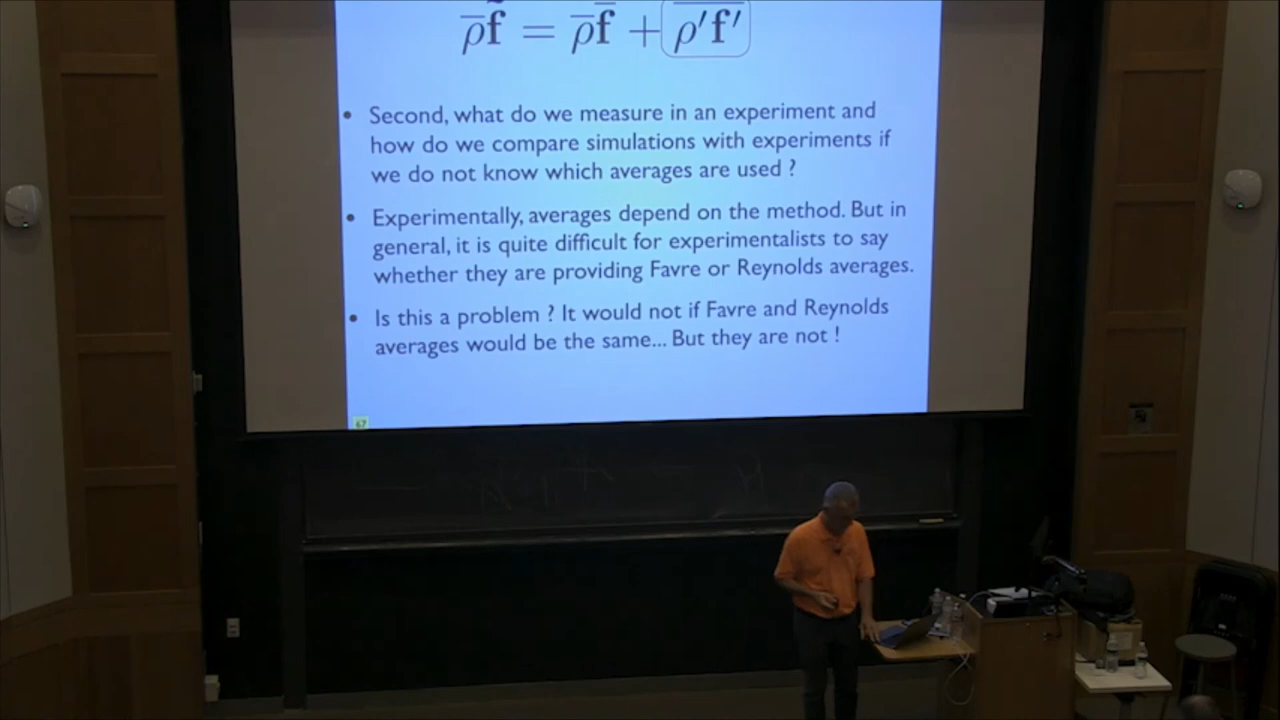 ρ̅f̃ = ρ̅f̅ + ρ′f′
• Second, what do we measure in an experiment and
how do we compare simulations with experiments if
we do not know which averages are used ?
• Experimentally, averages depend on the method. But in
general, it is quite difficult for experimentalists to say
whether they are providing Favre or Reynolds averages.
• Is this a problem ? It would not if Favre and Reynolds
averages would be the same... But they are not !
67